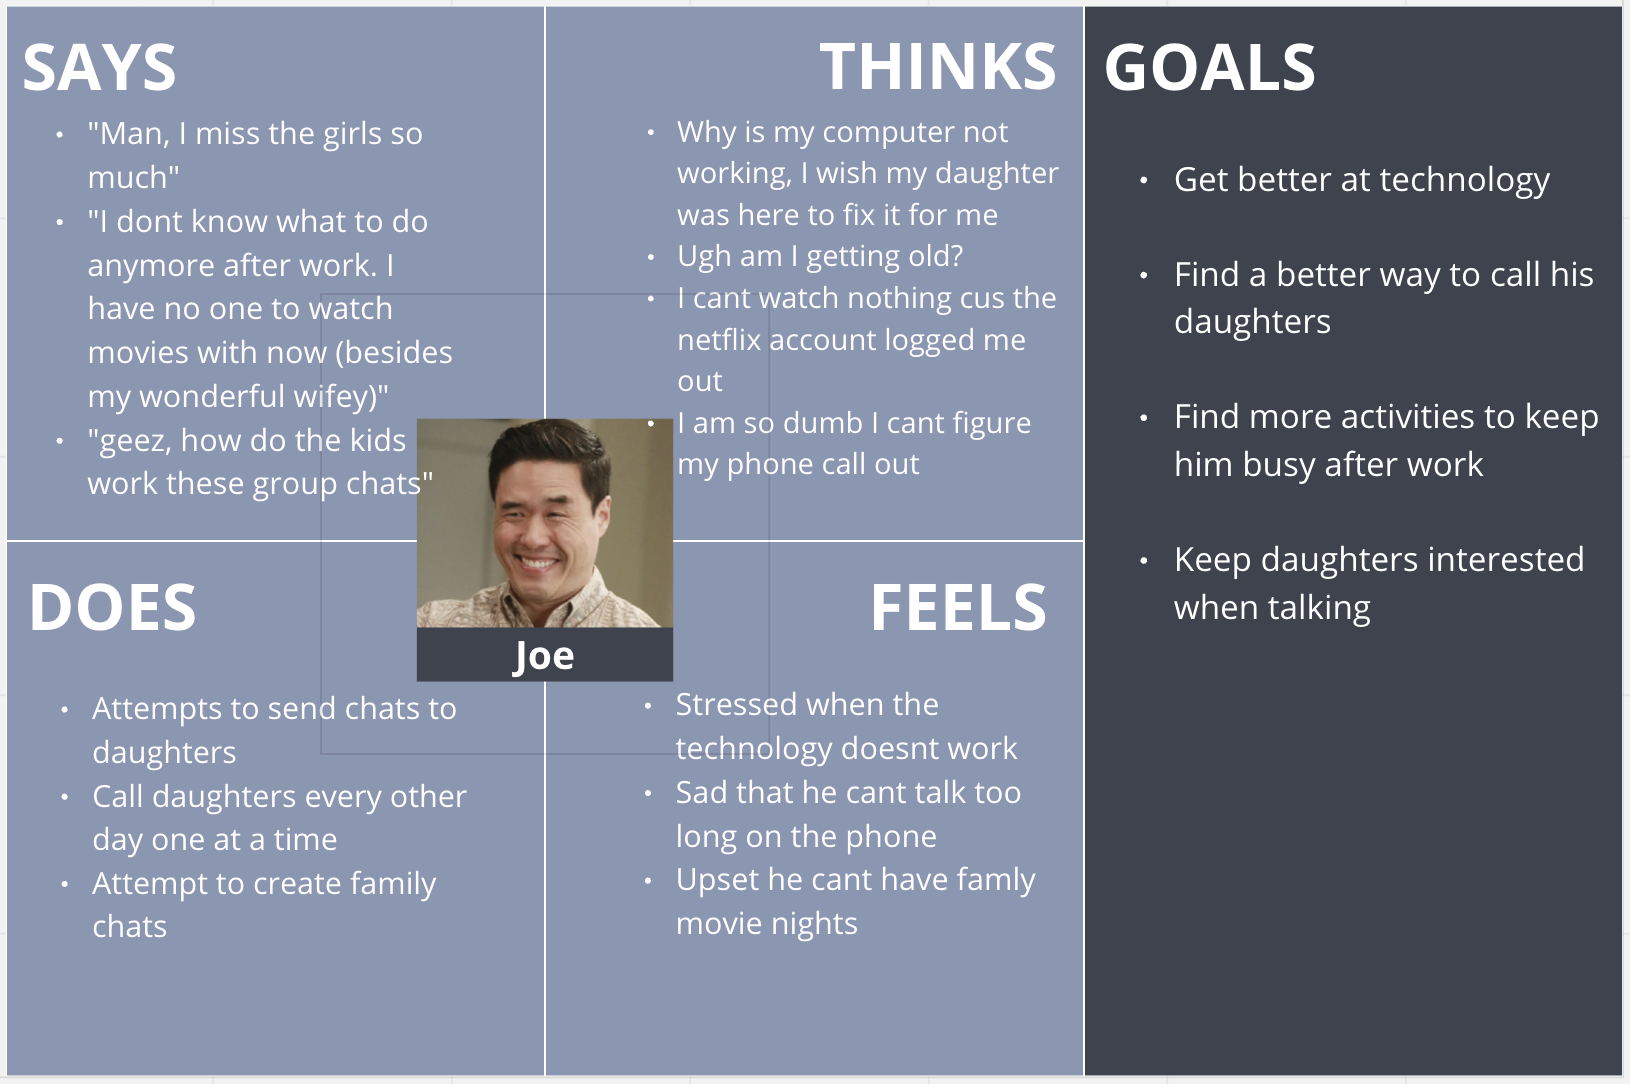 SAYS
• "Man, I miss the girls so
much"
• "I dont know what to do
anymore after work. I
have no one to watch
movies with now (besides
my wonderful wifey)"
• "geez, how do the kids
work these group chats"
THINKS
• Why is my computer not
working, I wish my daughter
was here to fix it for me
• Ugh am I getting old?
• I cant watch nothing cus the
netflix account logged me
out
• I am so dumb I cant figure
my phone call out
Joe
DOES
• Attempts to send chats to
daughters
• Call daughters every other
day one at a time
• Attempt to create family
chats
FEELS
• Stressed when the
technology doesnt work
• Sad that he cant talk too
long on the phone
• Upset he cant have famly
movie nights
GOALS
• Get better at technology
• Find a better way to call his
daughters
• Find more activities to keep
him busy after work
• Keep daughters interested
when talking